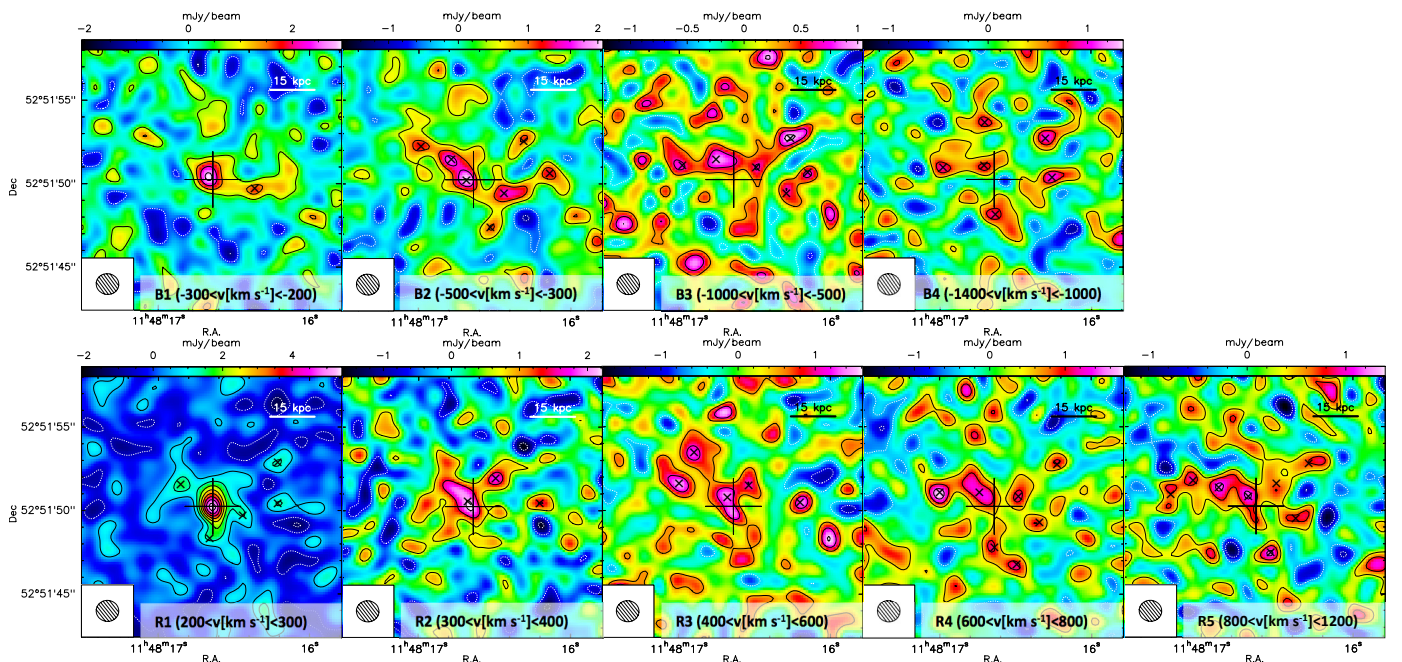 mJy/beam mJy/beam mJy/beam mJy/beam
−2 0 2 −1 0 1 2 −1 −0.5 0 0.5 1 −1 0 1
15 kpc 15 kpc 15 kpc 15 kpc
52°51'55"
Dec
52°51'50"
52°51'45"
B1 (-300<v[km s⁻¹]<-200) B2 (-500<v[km s⁻¹]<-300) B3 (-1000<v[km s⁻¹]<-500) B4 (-1400<v[km s⁻¹]<-1000)
11ʰ48ᵐ17ˢ 16ˢ 11ʰ48ᵐ17ˢ 16ˢ 11ʰ48ᵐ17ˢ 16ˢ 11ʰ48ᵐ17ˢ 16ˢ
R.A. R.A. R.A. R.A.
mJy/beam mJy/beam mJy/beam mJy/beam mJy/beam
−2 0 2 4 −1 0 1 2 −1 0 1 −1 0 1 −1 0 1
15 kpc 15 kpc 15 kpc 15 kpc 15 kpc
52°51'55"
Dec
52°51'50"
52°51'45"
R1 (200<v[km s⁻¹]<300) R2 (300<v[km s⁻¹]<400) R3 (400<v[km s⁻¹]<600) R4 (600<v[km s⁻¹]<800) R5 (800<v[km s⁻¹]<1200)
11ʰ48ᵐ17ˢ 16ˢ 11ʰ48ᵐ17ˢ 16ˢ 11ʰ48ᵐ17ˢ 16ˢ 11ʰ48ᵐ17ˢ 16ˢ 11ʰ48ᵐ17ˢ 16ˢ
R.A. R.A. R.A. R.A. R.A.